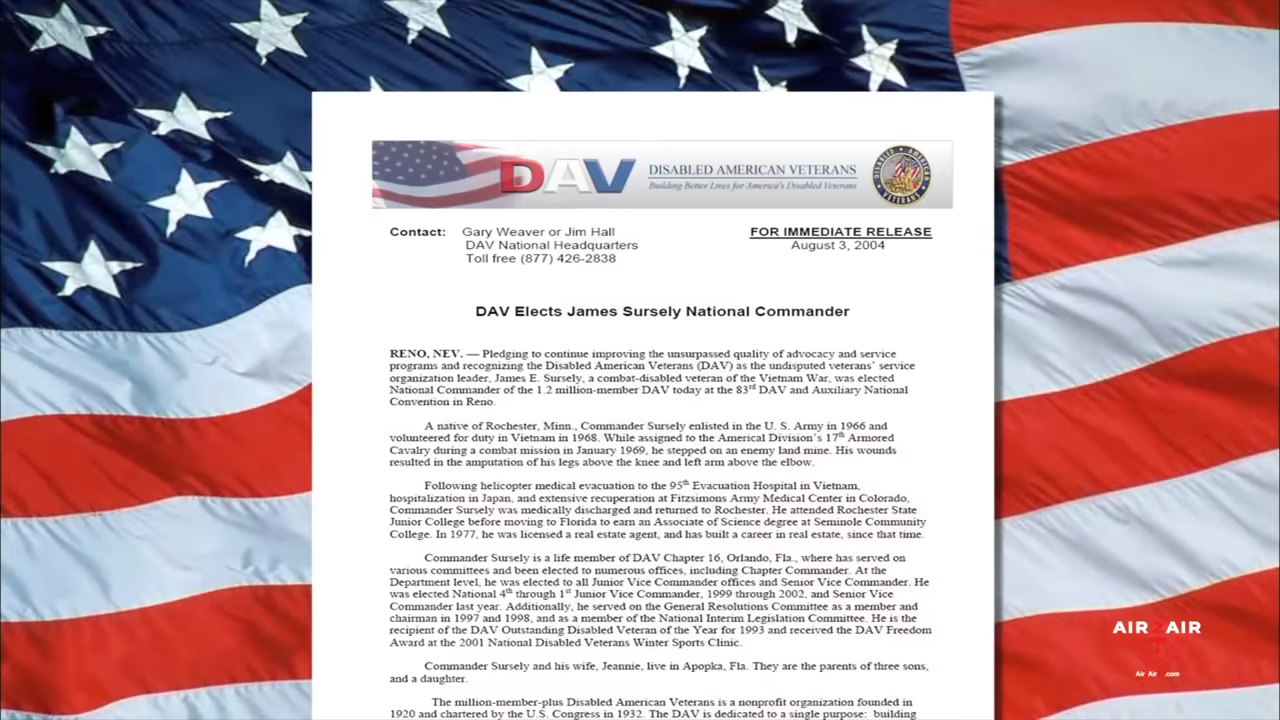 DAV DISABLED AMERICAN VETERANS
Building Better Lives for America's Disabled Veterans
DISABLED AMERICAN VETERANS
Contact: Gary Weaver or Jim Hall
DAV National Headquarters
Toll free (877) 426-2838
FOR IMMEDIATE RELEASE
August 3, 2004
DAV Elects James Sursely National Commander
RENO, NEV. — Pledging to continue improving the unsurpassed quality of advocacy and service
programs and recognizing the Disabled American Veterans (DAV) as the undisputed veterans' service
organization leader, James E. Sursely, a combat-disabled veteran of the Vietnam War, was elected
National Commander of the 1.2 million-member DAV today at the 83rd DAV and Auxiliary National
Convention in Reno.
A native of Rochester, Minn., Commander Sursely enlisted in the U. S. Army in 1966 and
volunteered for duty in Vietnam in 1968. While assigned to the Americal Division's 17th Armored
Cavalry during a combat mission in January 1969, he stepped on an enemy land mine. His wounds
resulted in the amputation of his legs above the knee and left arm above the elbow.
Following helicopter medical evacuation to the 95th Evacuation Hospital in Vietnam,
hospitalization in Japan, and extensive recuperation at Fitzsimons Army Medical Center in Colorado,
Commander Sursely was medically discharged and returned to Rochester. He attended Rochester State
Junior College before moving to Florida to earn an Associate of Science degree at Seminole Community
College. In 1977, he was licensed a real estate agent, and has built a career in real estate, since that time.
Commander Sursely is a life member of DAV Chapter 16, Orlando, Fla., where has served on
various committees and been elected to numerous offices, including Chapter Commander. At the
Department level, he was elected to all Junior Vice Commander offices and Senior Vice Commander. He
was elected National 4th through 1st Junior Vice Commander, 1999 through 2002, and Senior Vice
Commander last year. Additionally, he served on the General Resolutions Committee as a member and
chairman in 1997 and 1998, and as a member of the National Interim Legislation Committee. He is the
recipient of the DAV Outstanding Disabled Veteran of the Year for 1993 and received the DAV Freedom
Award at the 2001 National Disabled Veterans Winter Sports Clinic.
Commander Sursely and his wife, Jeannie, live in Apopka, Fla. They are the parents of three sons,
and a daughter.
The million-member-plus Disabled American Veterans is a nonprofit organization founded in
1920 and chartered by the U.S. Congress in 1932. The DAV is dedicated to a single purpose: building
AIR 2 AIR
Air Air .com